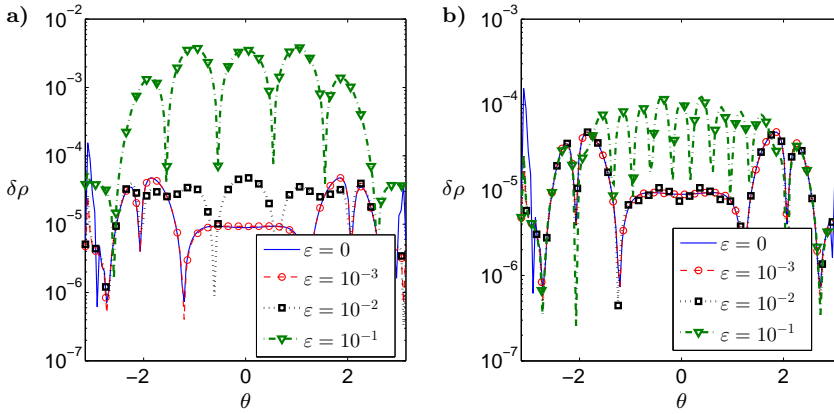 a)
10^{-2}
10^{-3}
10^{-4}
10^{-5}
10^{-6}
10^{-7}
δρ
−2 0 2
θ
ε = 0
ε = 10^{-3}
ε = 10^{-2}
ε = 10^{-1}
b)
10^{-3}
10^{-4}
10^{-5}
10^{-6}
10^{-7}
δρ
−2 0 2
θ
ε = 0
ε = 10^{-3}
ε = 10^{-2}
ε = 10^{-1}